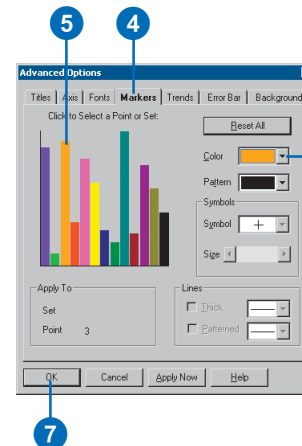 5 4
Advanced Options
Titles Axis Fonts Markers Trends Error Bar Background
Click to Select a Point or Set:
Reset All
Color
Pattern
Symbols
Symbol +
Size
Apply To
Set
Point 3
Lines
Thick
Patterned
OK Cancel Apply Now Help
7